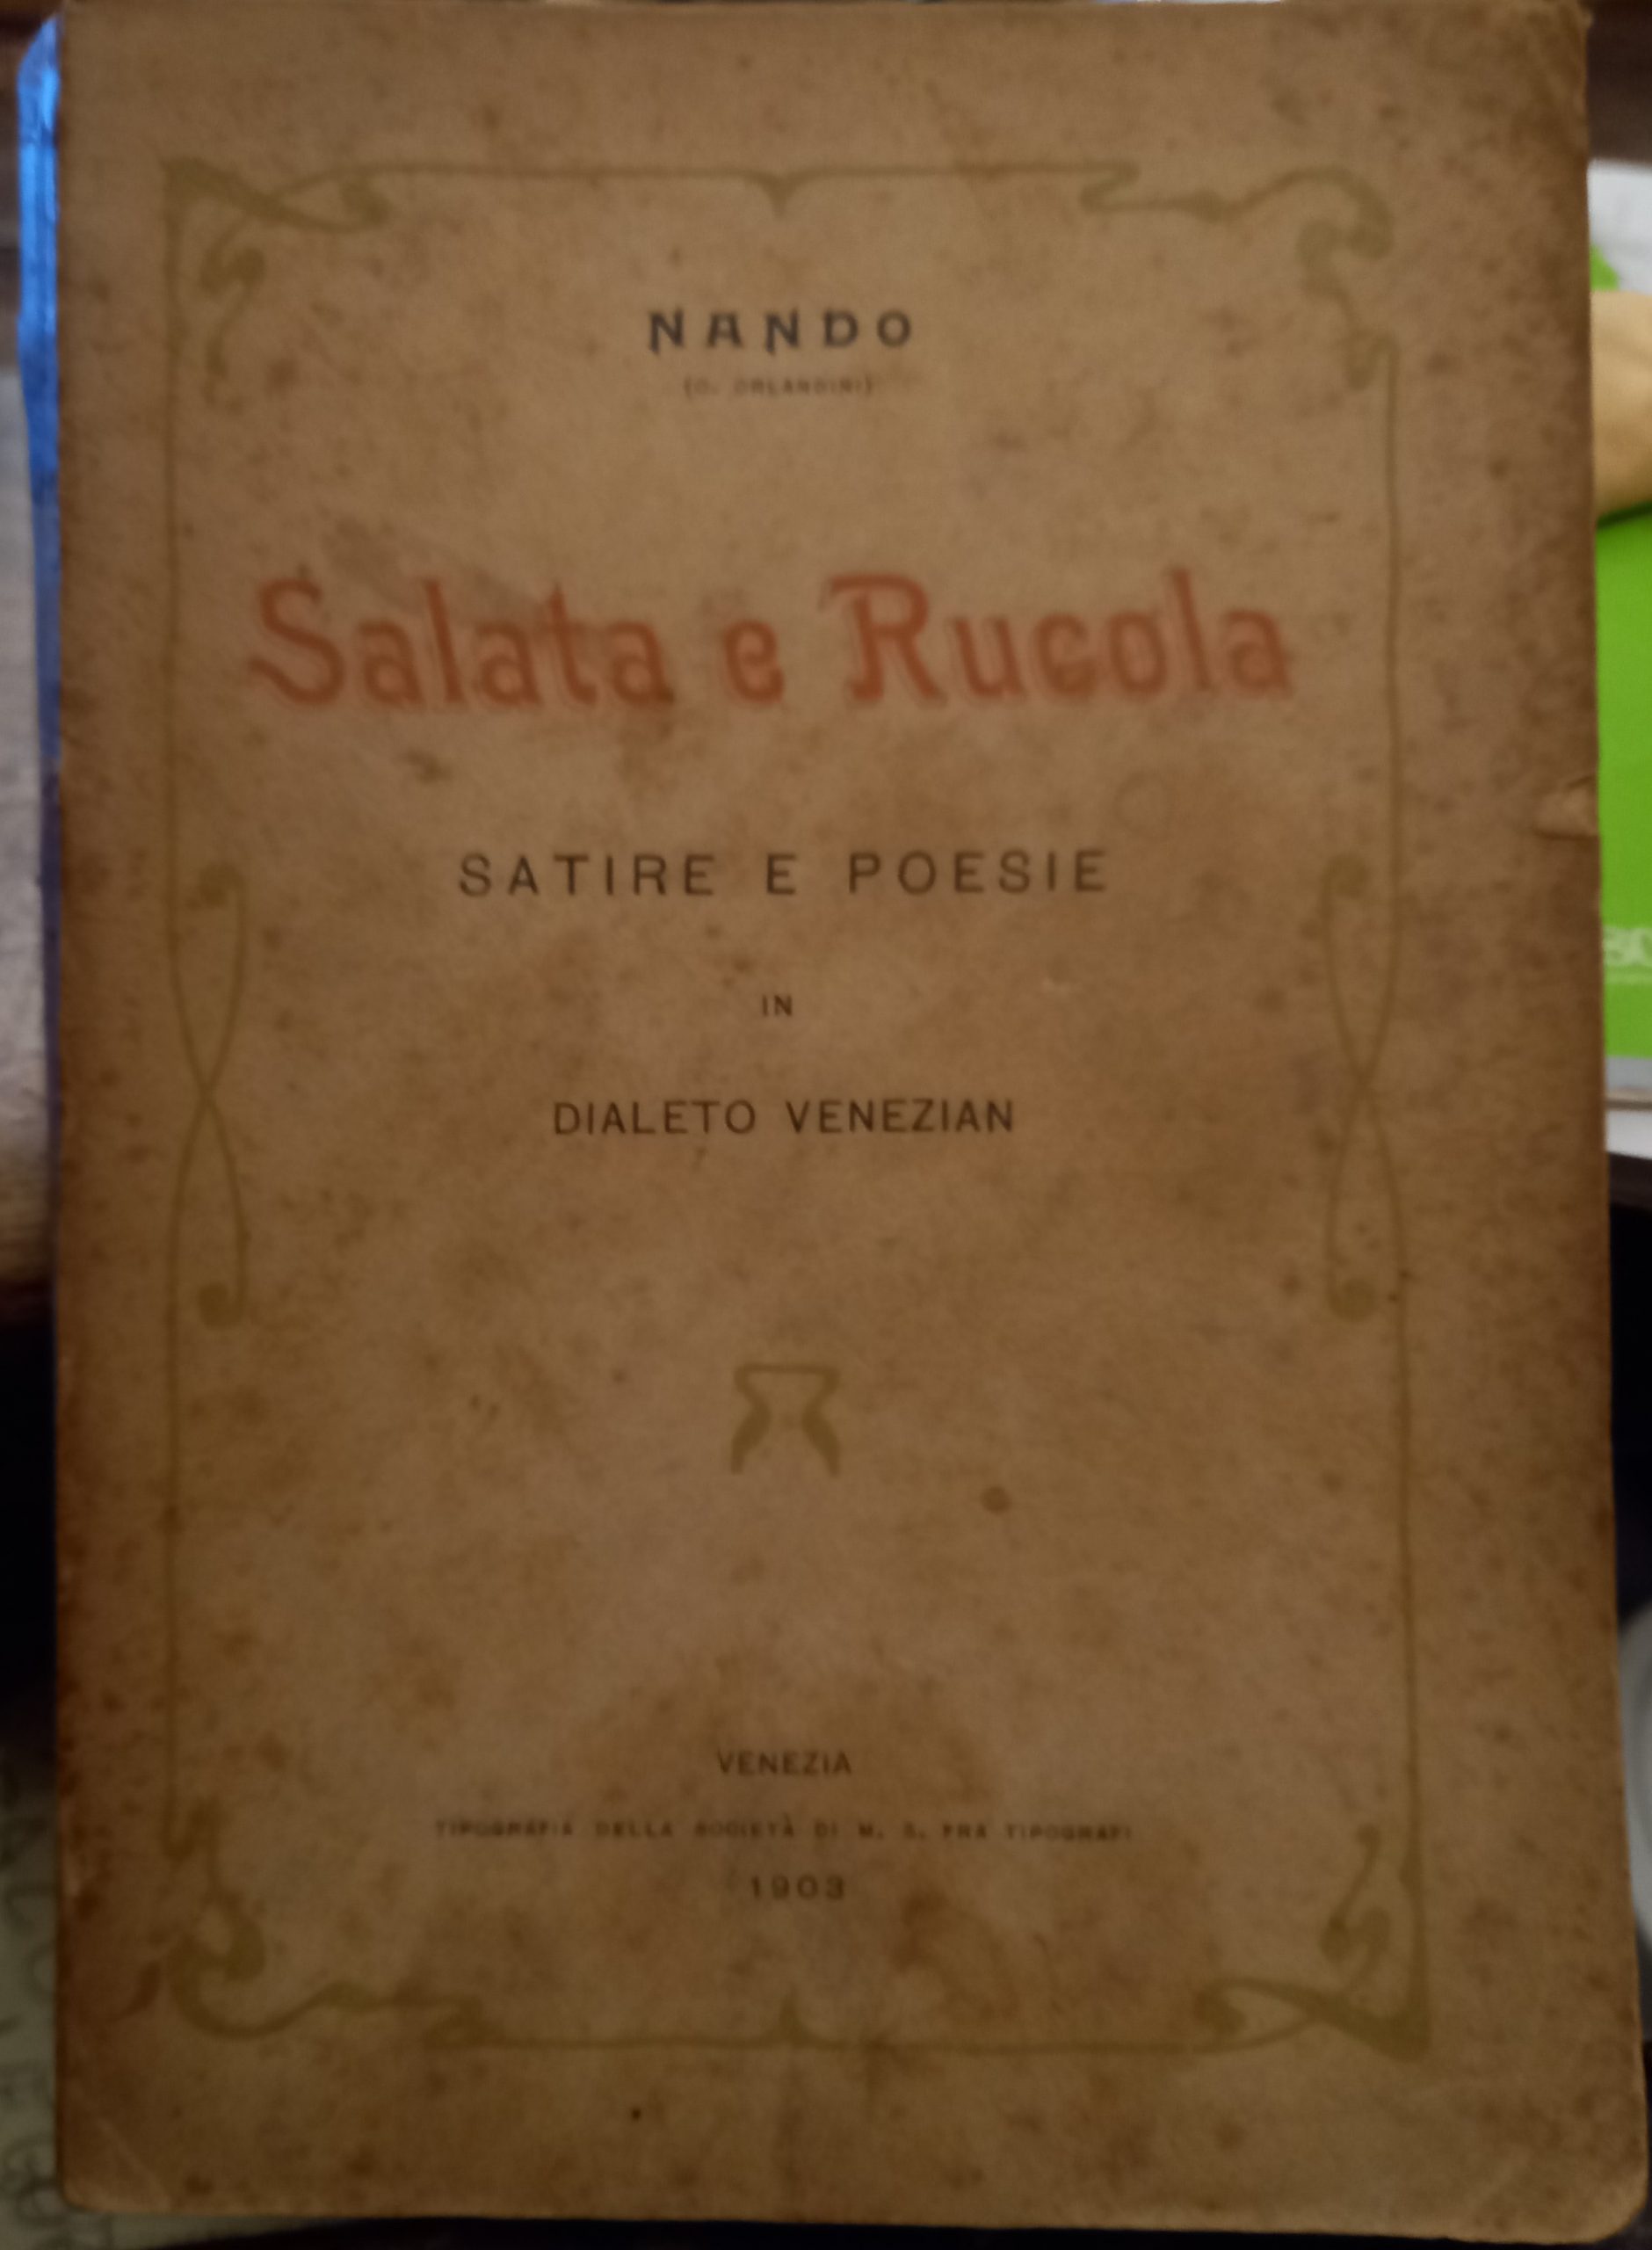 NANDO
(G. ORLANDINI)
Salata e Rucola
SATIRE E POESIE
IN
DIALETO VENEZIAN
VENEZIA
TIPOGRAFIA DELLA SOCIETÀ DI M. S. FRA TIPOGRAFI
1903